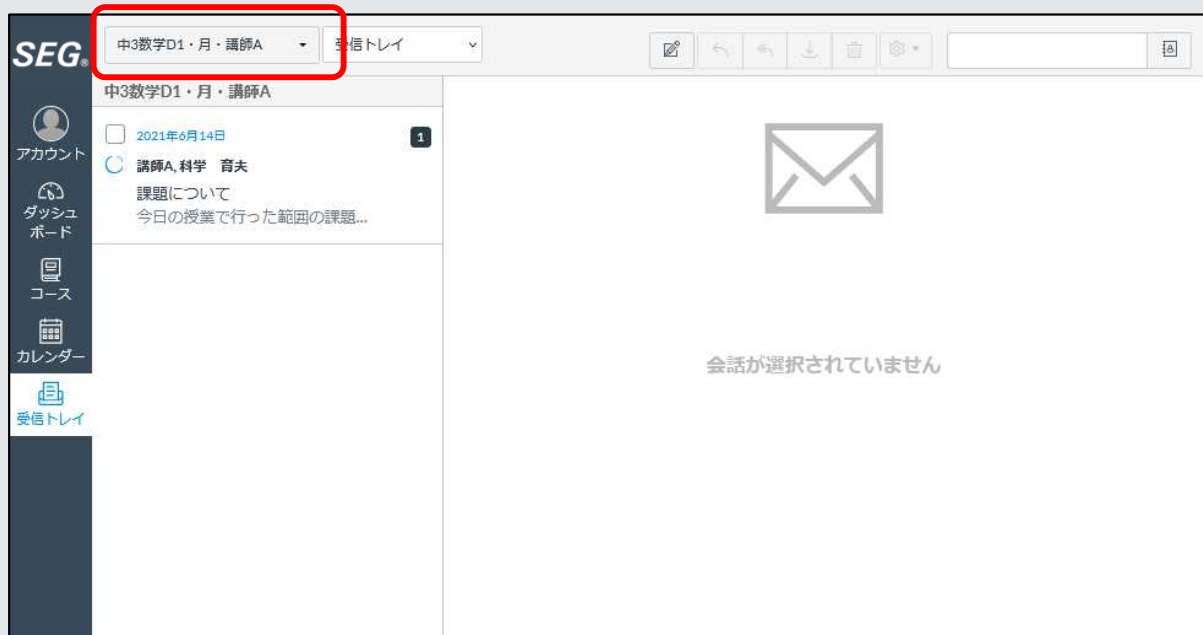 SEG®
中3数学D1・月・講師A
受信トレイ
中3数学D1・月・講師A
2021年6月14日
1
講師A,科学 育夫
課題について
今日の授業で行った範囲の課題...
アカウント
ダッシュ
ボード
コース
カレンダー
受信トレイ
会話が選択されていません